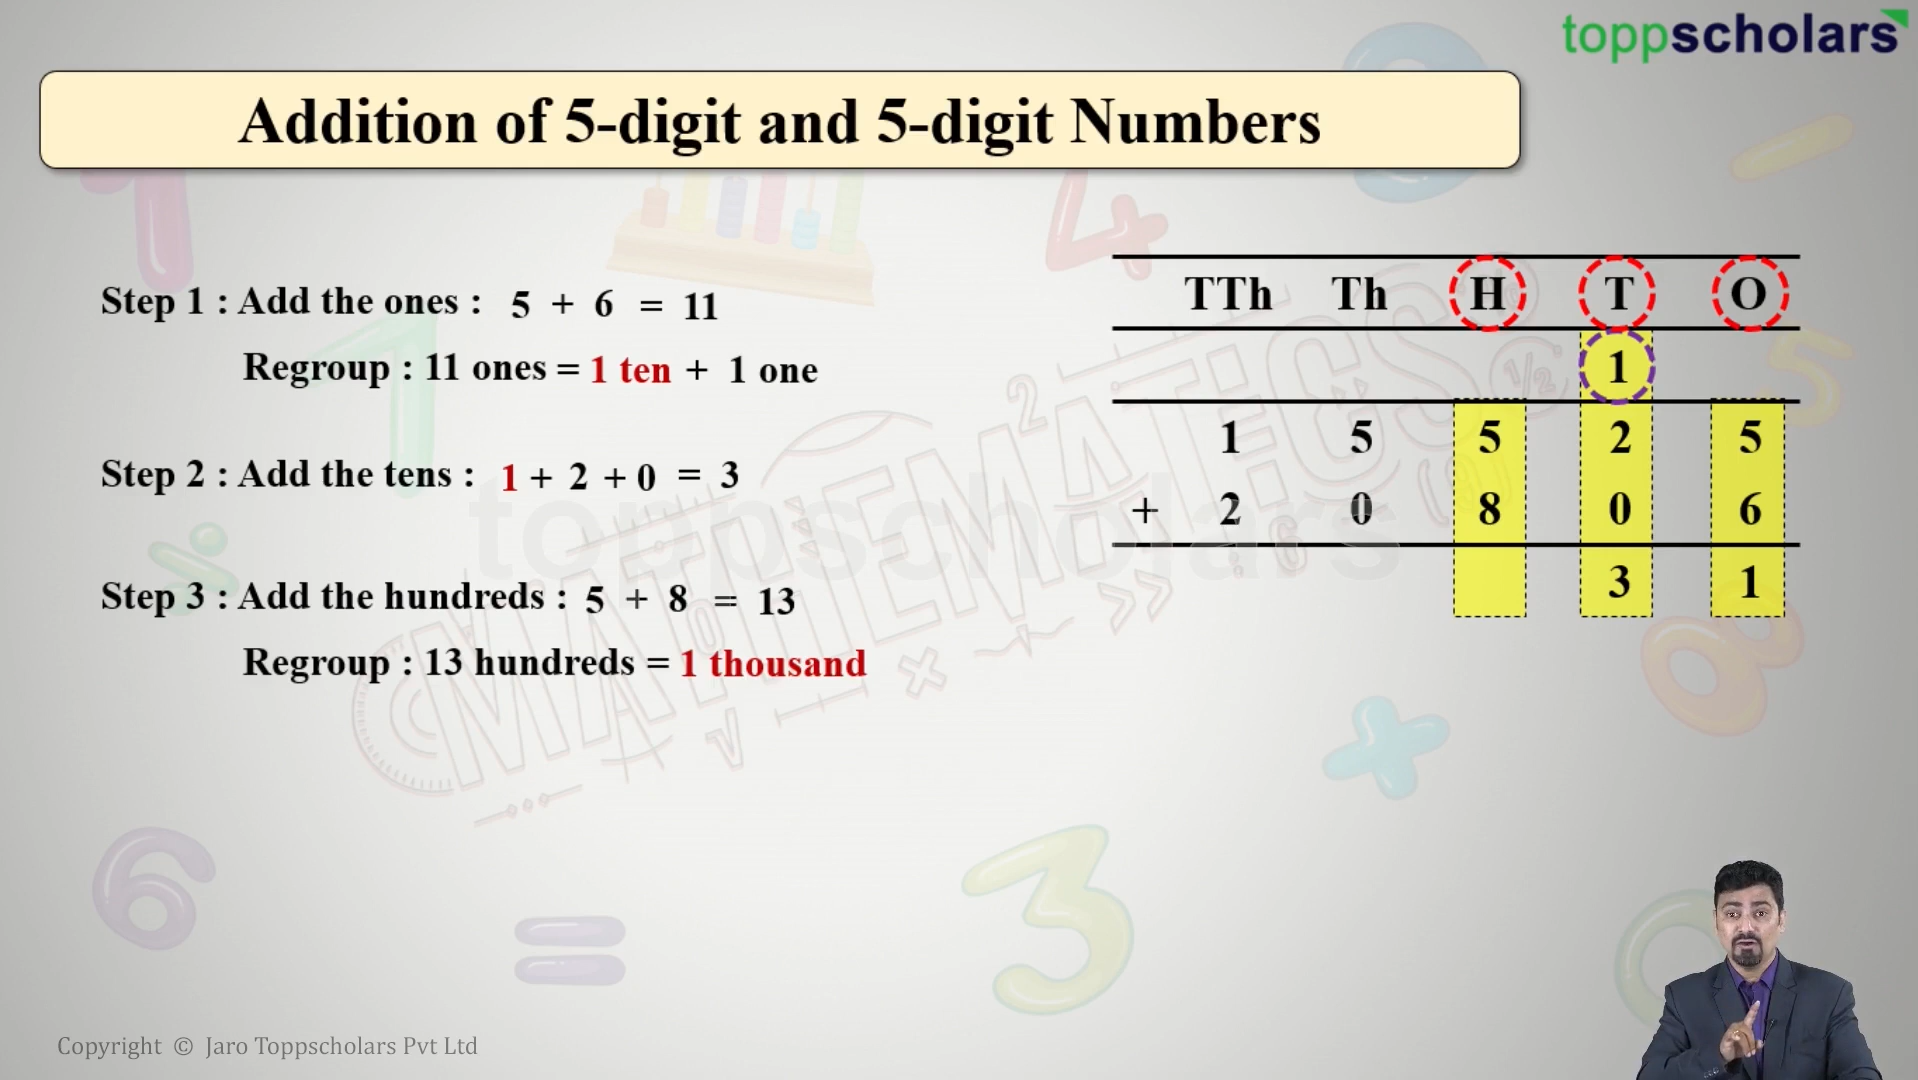 toppscholars
Addition of 5-digit and 5-digit Numbers
Step 1 : Add the ones : 5 + 6 = 11
Regroup : 11 ones = 1 ten + 1 one
Step 2 : Add the tens : 1 + 2 + 0 = 3
Step 3 : Add the hundreds : 5 + 8 = 13
Regroup : 13 hundreds = 1 thousand
TTh Th H T O
1
1 5 5 2 5
+ 2 0 8 0 6
3 1
toppscholars
MATHEMATICS
Copyright © Jaro Toppscholars Pvt Ltd